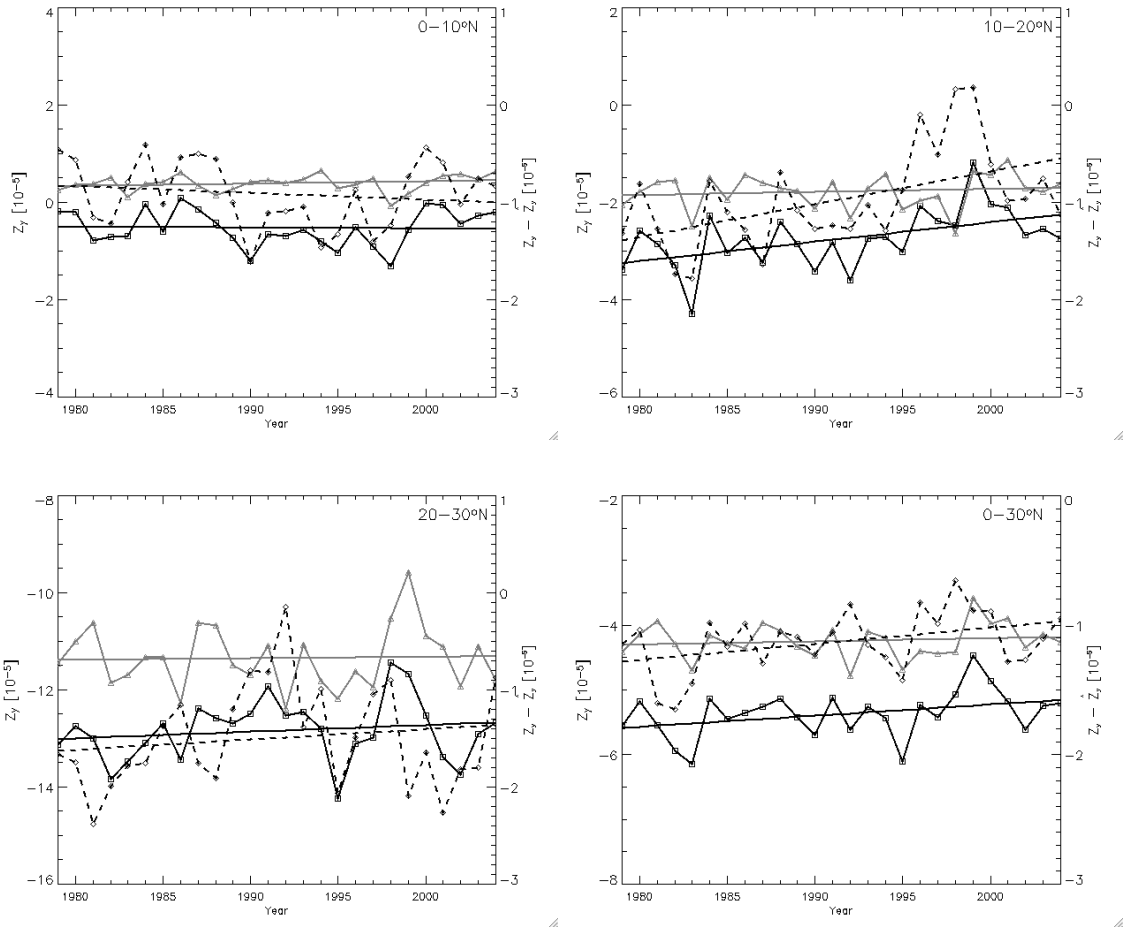 4
2
0
−2
−4
Z_y [10⁻⁵]
1
0
−1
−2
−3
Z_y − Z_y [10⁻⁵]
0−10ºN
1980 1985 1990 1995 2000
Year
2
0
−2
−4
−6
Z_y [10⁻⁵]
1
0
−1
−2
−3
Z_y − Z_y [10⁻⁵]
10−20ºN
1980 1985 1990 1995 2000
Year
−8
−10
−12
−14
−16
Z_y [10⁻⁵]
1
0
−1
−2
−3
Z_y − Z_y [10⁻⁵]
20−30ºN
1980 1985 1990 1995 2000
Year
−2
−4
−6
−8
Z_y [10⁻⁵]
0
−1
−2
−3
Z_y − Z_y [10⁻⁵]
0−30ºN
1980 1985 1990 1995 2000
Year